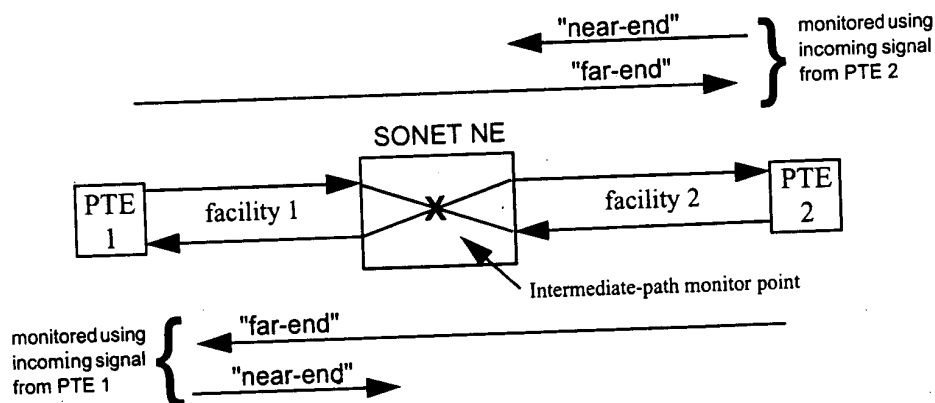 "near-end"
"far-end"
monitored using
incoming signal
from PTE 2
SONET NE
PTE
1
facility 1
X
facility 2
PTE
2
Intermediate-path monitor point
monitored using
incoming signal
from PTE 1
"far-end"
"near-end"